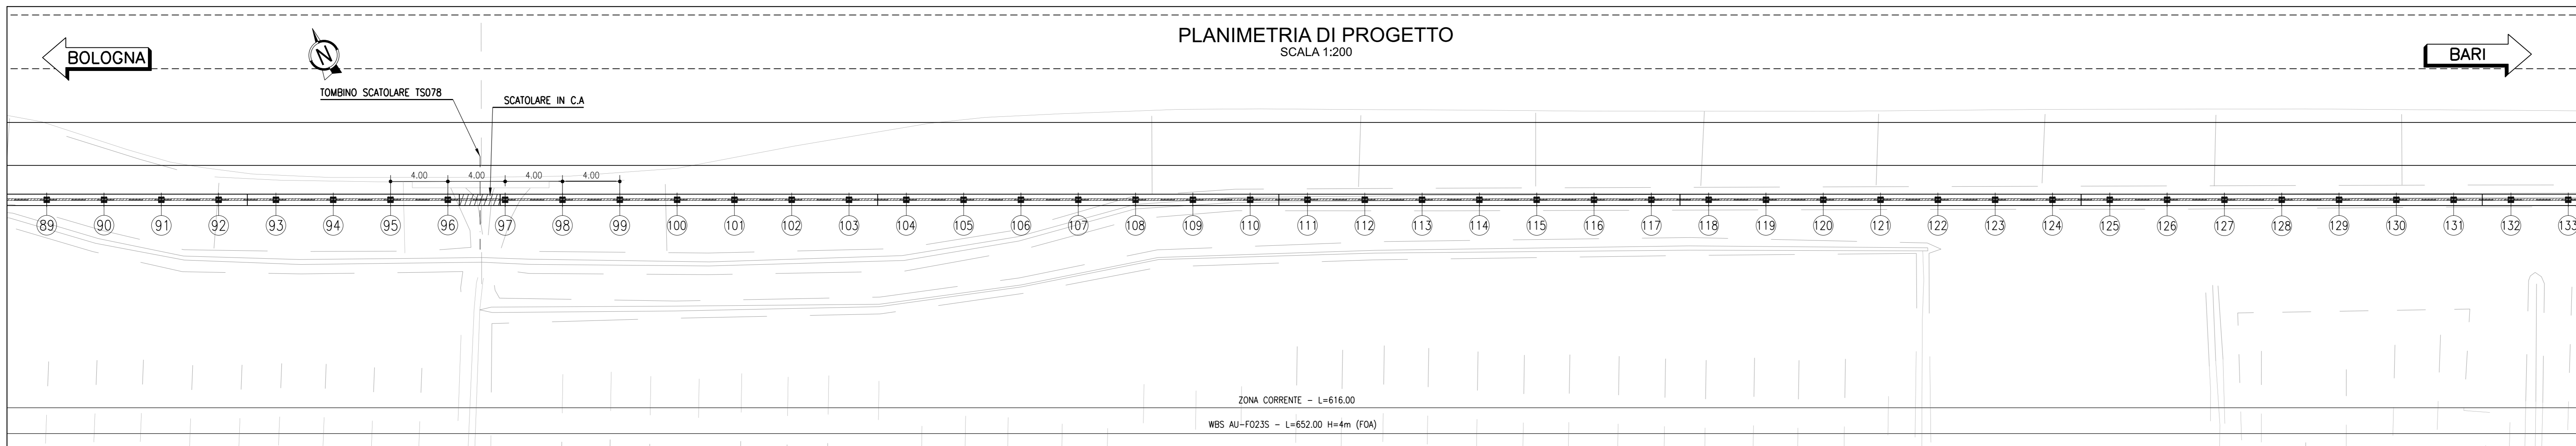 PLANIMETRIA DI PROGETTO
SCALA 1:200
BOLOGNA
N
BARI
TOMBINO SCATOLARE TS078
SCATOLARE IN C.A
4.00 4.00 4.00 4.00
89 90 91 92 93 94 95 96 97 98 99 100 101 102 103 104 105 106 107 108 109 110 111 112 113 114 115 116 117 118 119 120 121 122 123 124 125 126 127 128 129 130 131 132 133
ZONA CORRENTE - L=616.00
WBS AU-FO23S - L=652.00 H=4m (FOA)